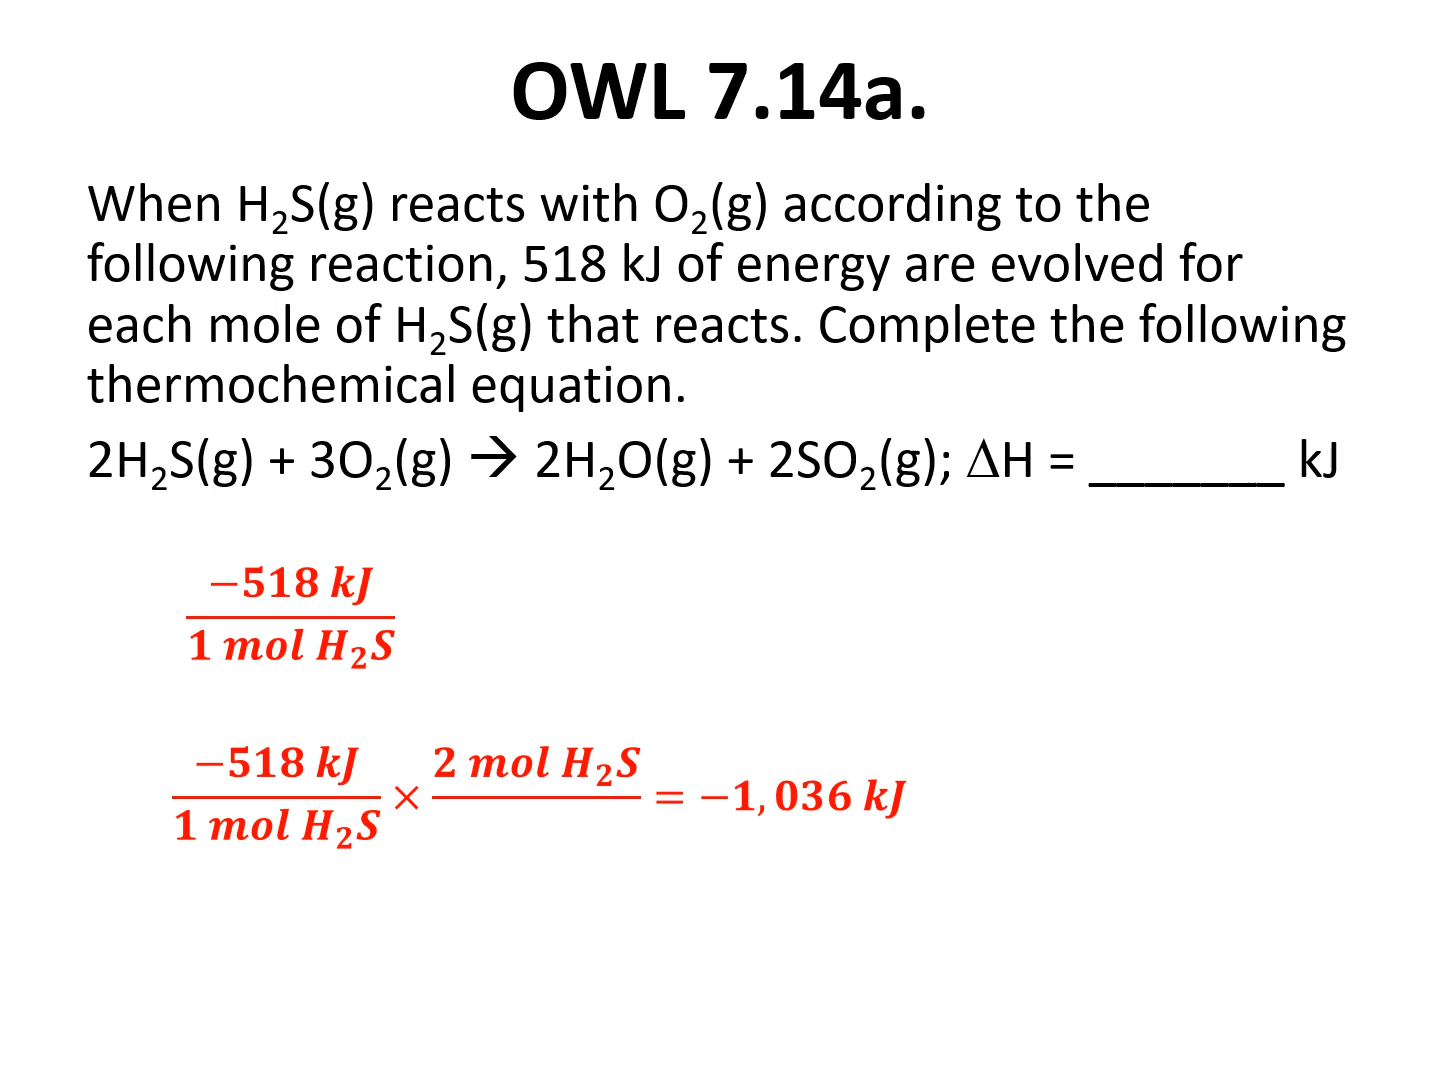 OWL 7.14a.
When H₂S(g) reacts with O₂(g) according to the
following reaction, 518 kJ of energy are evolved for
each mole of H₂S(g) that reacts. Complete the following
thermochemical equation.
2H₂S(g) + 3O₂(g) → 2H₂O(g) + 2SO₂(g); ΔH = _______ kJ
−518 kJ
1 mol H₂S
−518 kJ / 1 mol H₂S × 2 mol H₂S = −1,036 kJ